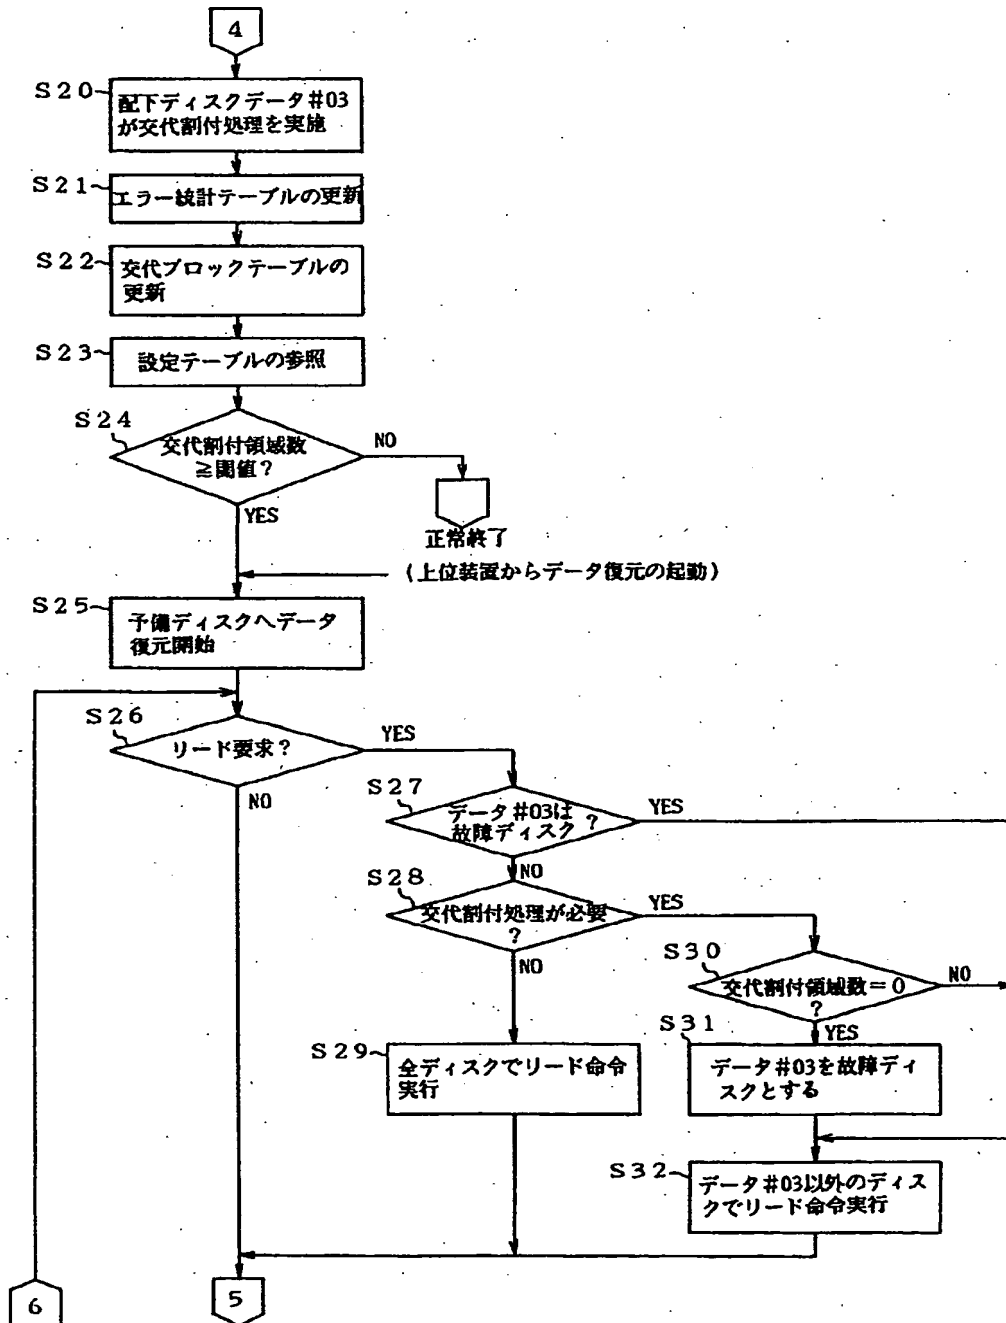 4
S20
配下ディスクデータ#03
が交代割付処理を実施
S21
エラー統計テーブルの更新
S22
交代ブロックテーブルの
更新
S23
設定テーブルの参照
S24
交代割付領域数
≧閾値?
NO
YES
正常終了
(上位装置からデータ復元の起動)
S25
予備ディスクへデータ
復元開始
S26
リード要求?
YES
NO
S27
データ#03は
故障ディスク
?
YES
NO
S28
交代割付処理が必要
?
YES
NO
S30
交代割付領域数=0
?
NO
YES
S29
全ディスクでリード命令
実行
S31
データ#03を故障ディ
スクとする
S32
データ#03以外のディス
クでリード命令実行
6
5